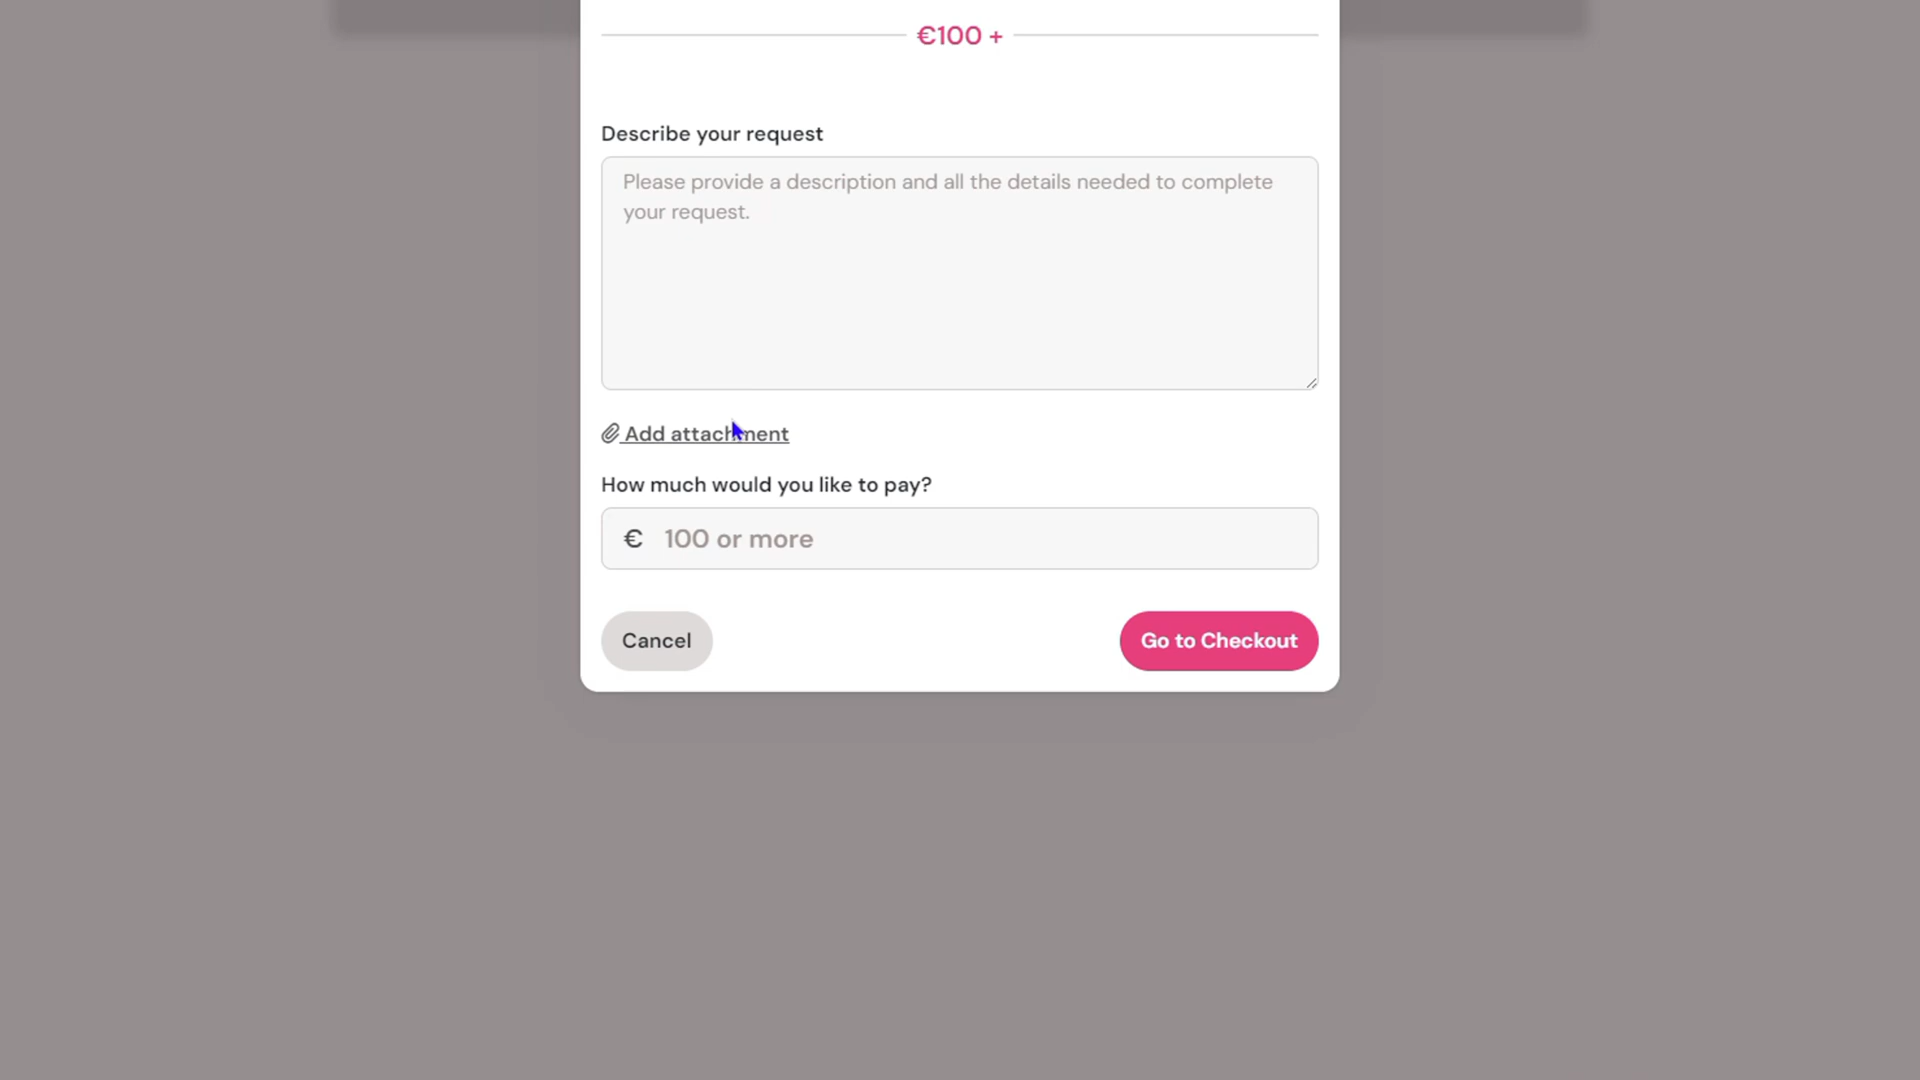 €100 +
Describe your request
Please provide a description and all the details needed to complete
your request.
Add attachment
How much would you like to pay?
€ 100 or more
Cancel
Go to Checkout